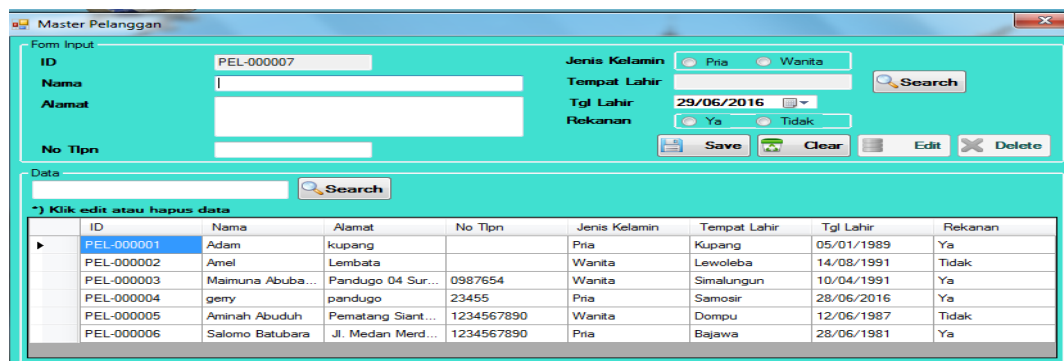 Master Pelanggan
Form Input
ID PEL-000007 Jenis Kelamin Pria Wanita
Nama Tempat Lahir Search
Alamat Tgl Lahir 29/06/2016
Rekanan Ya Tidak
No Tlpn Save Clear Edit Delete
Data
Search
*) Klik edit atau hapus data
ID Nama Alamat No Tlpn Jenis Kelamin Tempat Lahir Tgl Lahir Rekanan
PEL-000001 Adam kupang Pria Kupang 05/01/1989 Ya
PEL-000002 Amel Lembata Wanita Lewoleba 14/08/1991 Tidak
PEL-000003 Maimuna Abuba... Pandugo 04 Sur... 0987654 Wanita Simalungun 10/04/1991 Ya
PEL-000004 gerry pandugo 23455 Pria Samosir 28/06/2016 Ya
PEL-000005 Aminah Abuduh Pematang Siant... 1234567890 Wanita Dompu 12/06/1987 Tidak
PEL-000006 Salomo Batubara Jl. Medan Merd... 1234567890 Pria Bajawa 28/06/1981 Ya